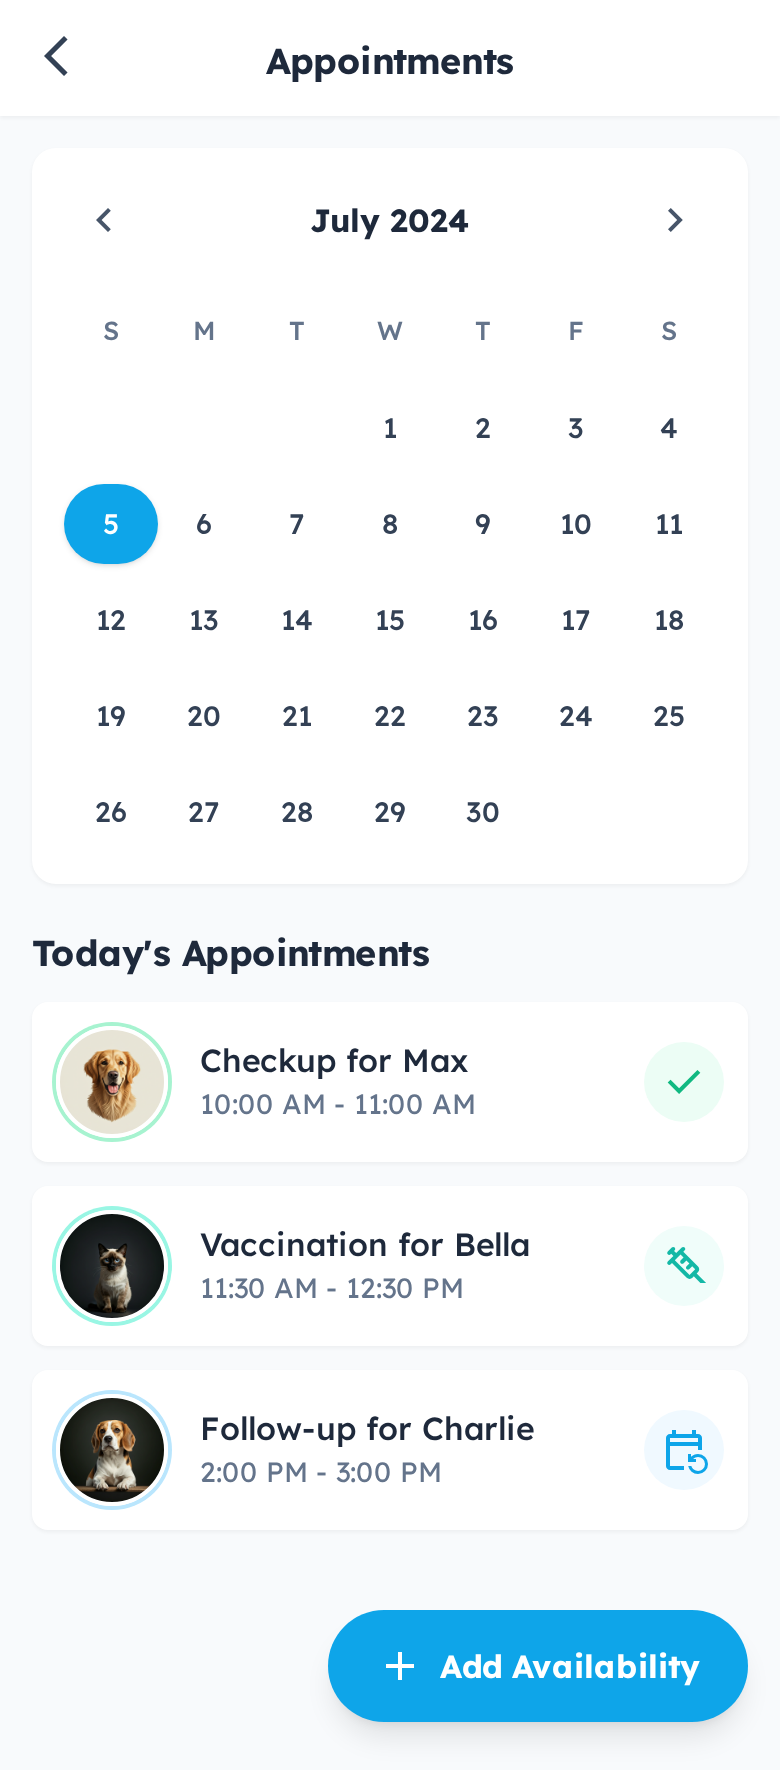 Appointments
July 2024
S M T W T F S
1 2 3 4
5 6 7 8 9 10 11
12 13 14 15 16 17 18
19 20 21 22 23 24 25
26 27 28 29 30
Today's Appointments
Checkup for Max
10:00 AM - 11:00 AM
Vaccination for Bella
11:30 AM - 12:30 PM
Follow-up for Charlie
2:00 PM - 3:00 PM
Add Availability